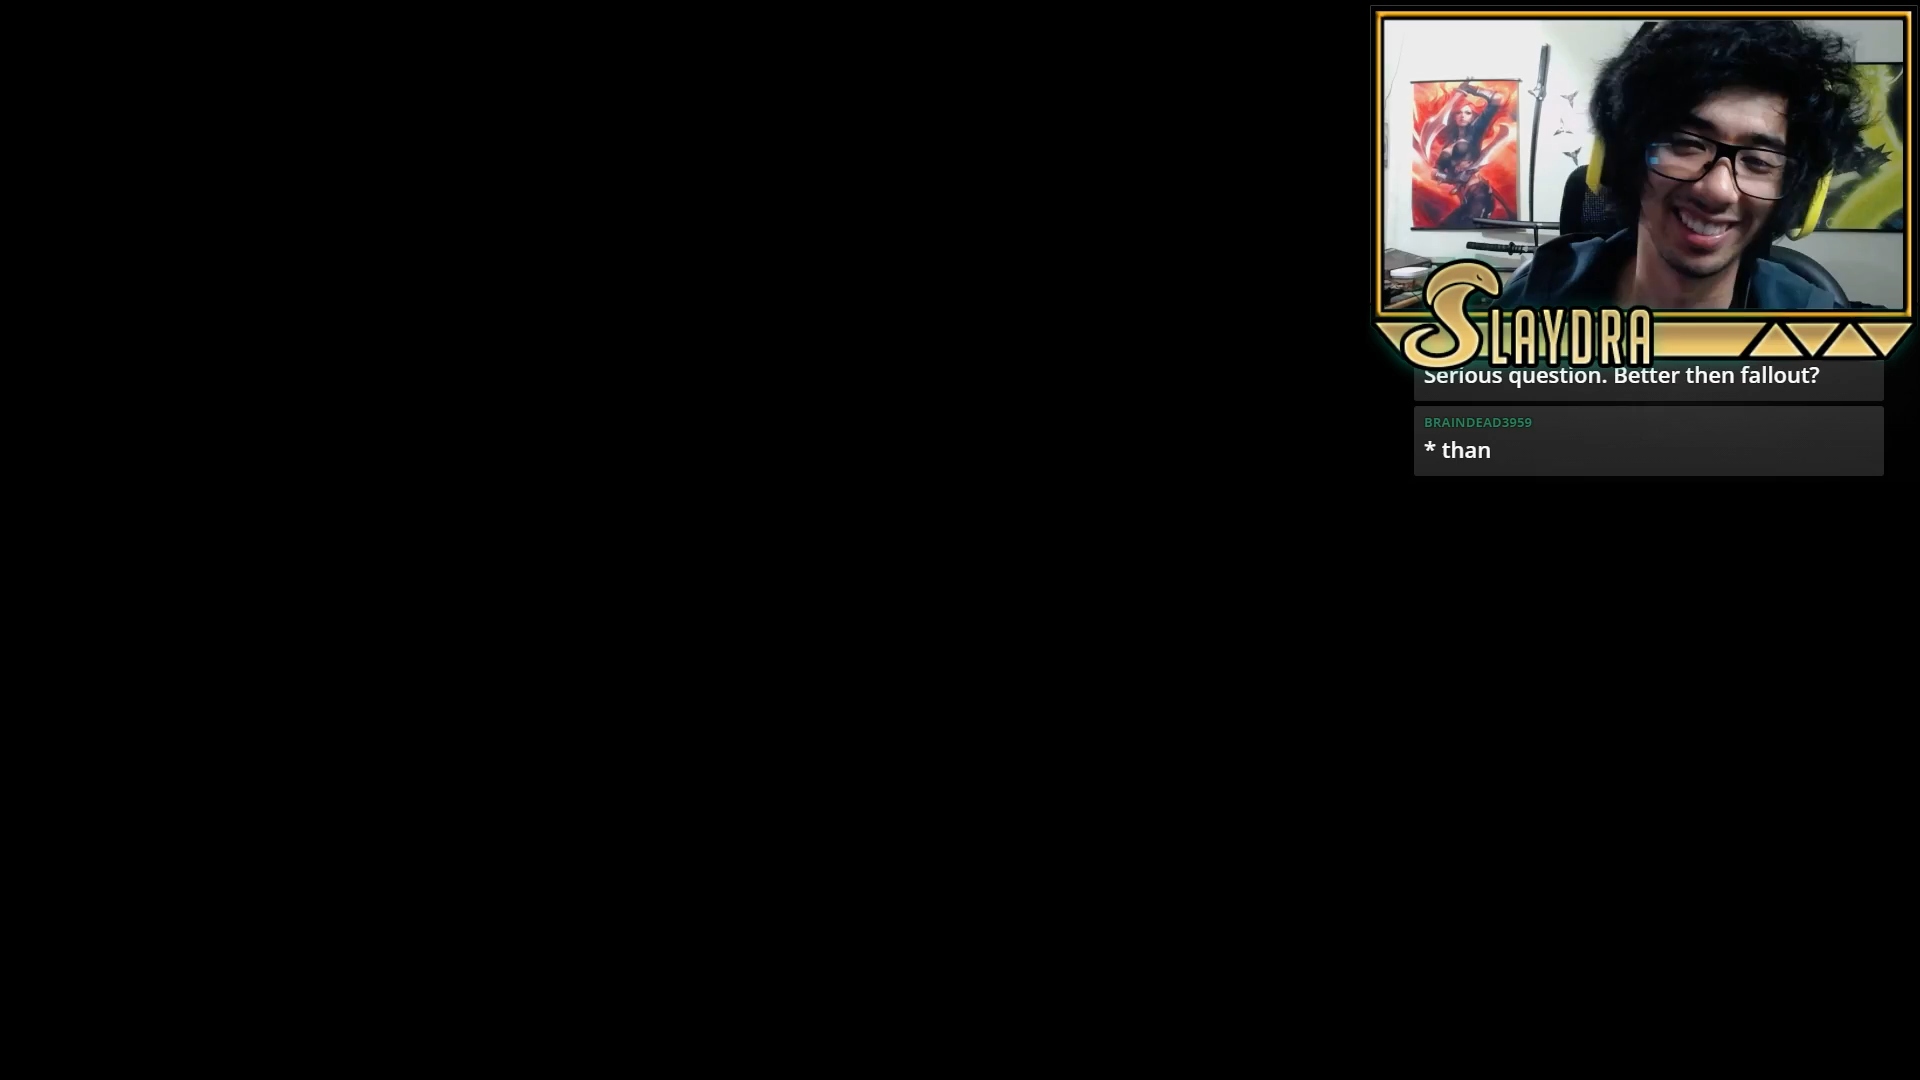 SLAYDRA
Serious question. Better then fallout?
BRAINDEAD3959
* than